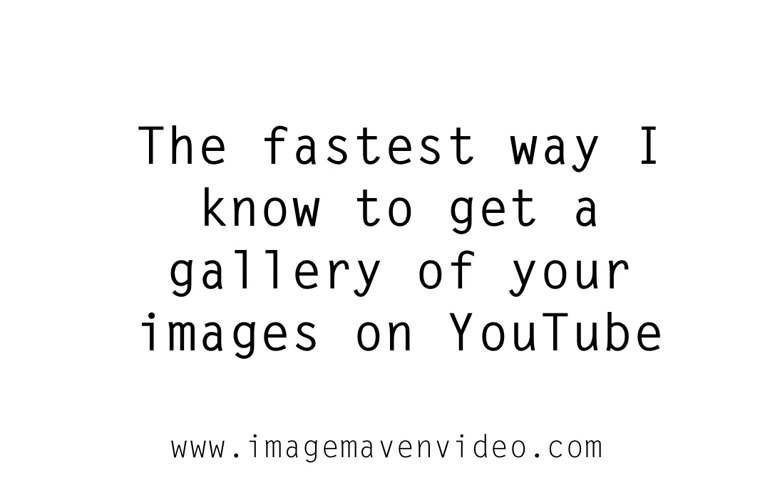 The fastest way I
know to get a
gallery of your
images on YouTube
www.imagemavenvideo.com